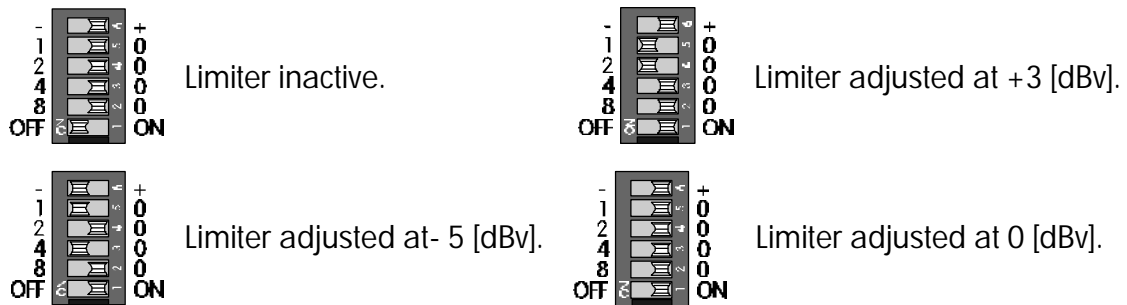 - +
1 0
2 0
4 0
8 0
OFF ON
Limiter inactive.
- +
1 0
2 0
4 0
8 0
OFF ON
Limiter adjusted at +3 [dBv].
- +
1 0
2 0
4 0
8 0
OFF ON
Limiter adjusted at- 5 [dBv].
- +
1 0
2 0
4 0
8 0
OFF ON
Limiter adjusted at 0 [dBv].